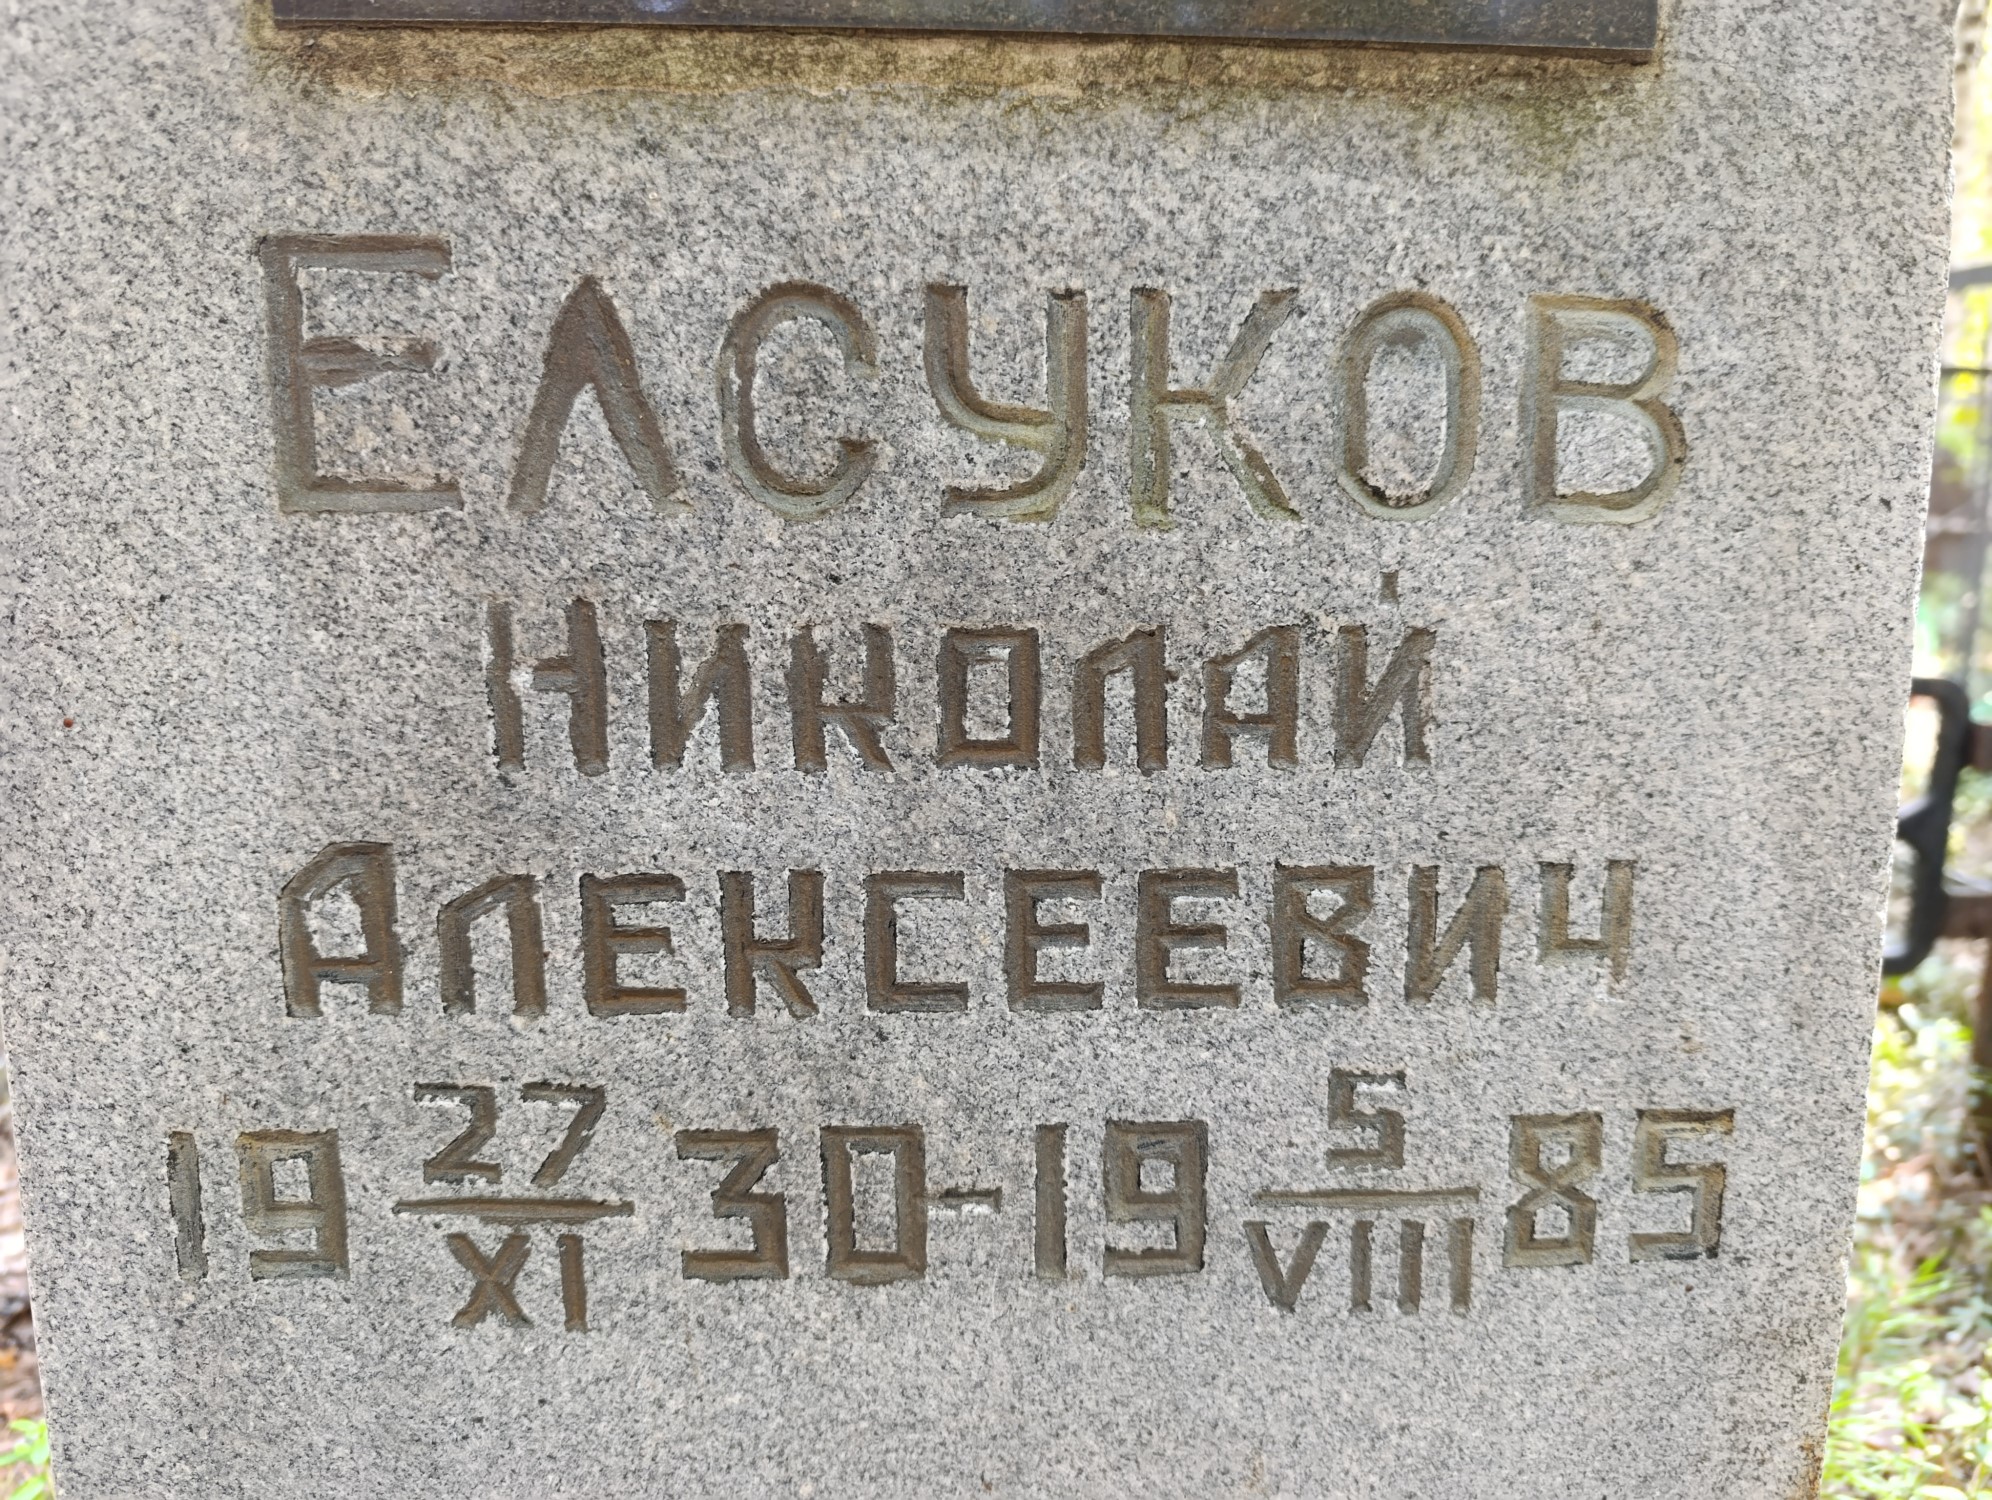 Елсуков
Николай
Алексеевич
19 27/XI 30-19 5/VIII 85